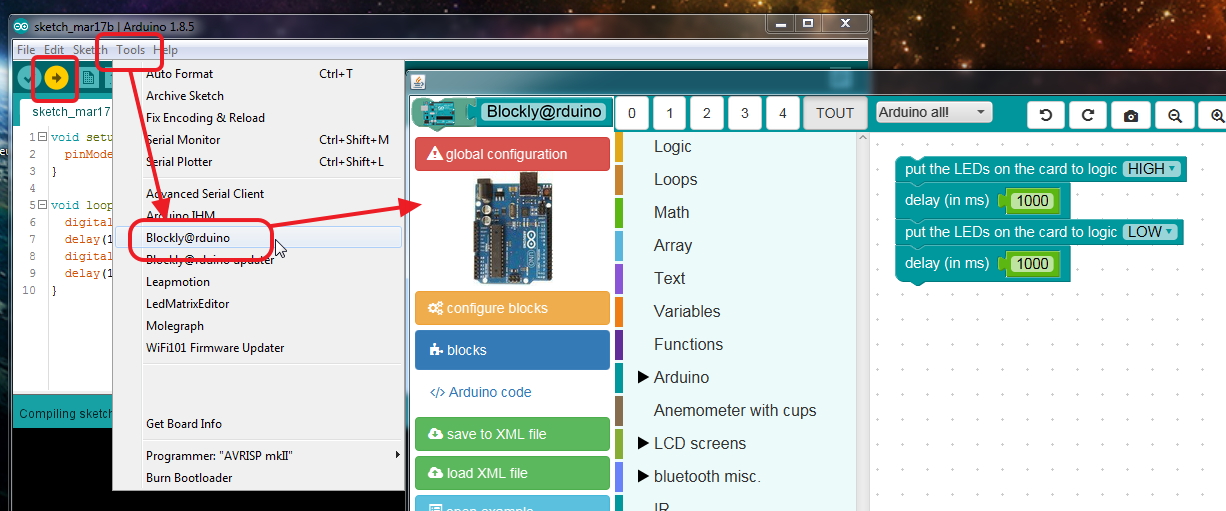 sketch_mar17b | Arduino 1.8.5
File Edit Sketch Tools Help
sketch_mar17
1 void setu
2 pinMode
3 }
4
5 void loop
6 digital
7 delay(1
8 digital
9 delay(1
10 }
Compiling sketch
Auto Format Ctrl+T
Archive Sketch
Fix Encoding & Reload
Serial Monitor Ctrl+Shift+M
Serial Plotter Ctrl+Shift+L
Advanced Serial Client
Arduino IHM
Blockly@rduino
Blockly@rduino updater
Leapmotion
LedMatrixEditor
Molegraph
WiFi101 Firmware Updater
Get Board Info
Programmer: "AVRISP mkII"
Burn Bootloader
Blockly@rduino 0 1 2 3 4 TOUT Arduino all!
global configuration
configure blocks
blocks
</> Arduino code
save to XML file
load XML file
open example
Logic
Loops
Math
Array
Text
Variables
Functions
Arduino
Anemometer with cups
LCD screens
bluetooth misc.
IR
put the LEDs on the card to logic HIGH
delay (in ms) 1000
put the LEDs on the card to logic LOW
delay (in ms) 1000